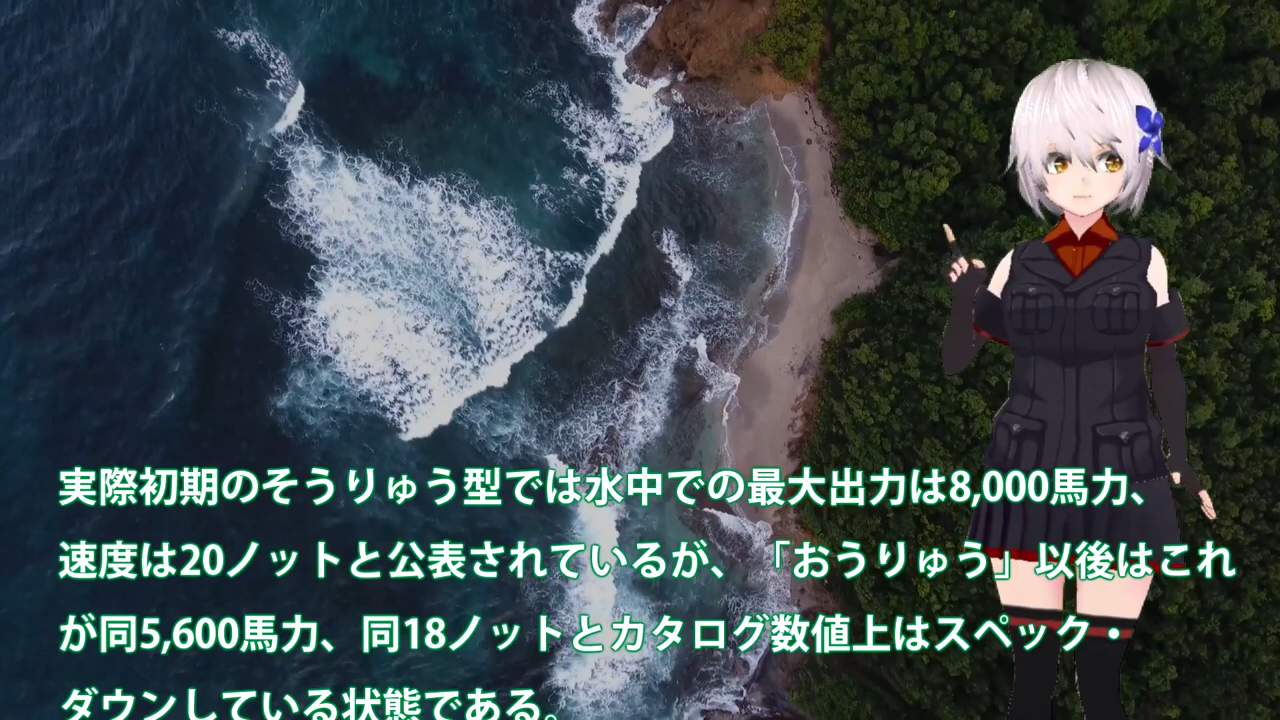 実際初期のそうりゅう型では水中での最大出力は8,000馬力、
速度は20ノットと公表されているが、「おうりゅう」以後はこれ
が同5,600馬力、同18ノットとカタログ数値上はスペック・
ダウンしている状態である。